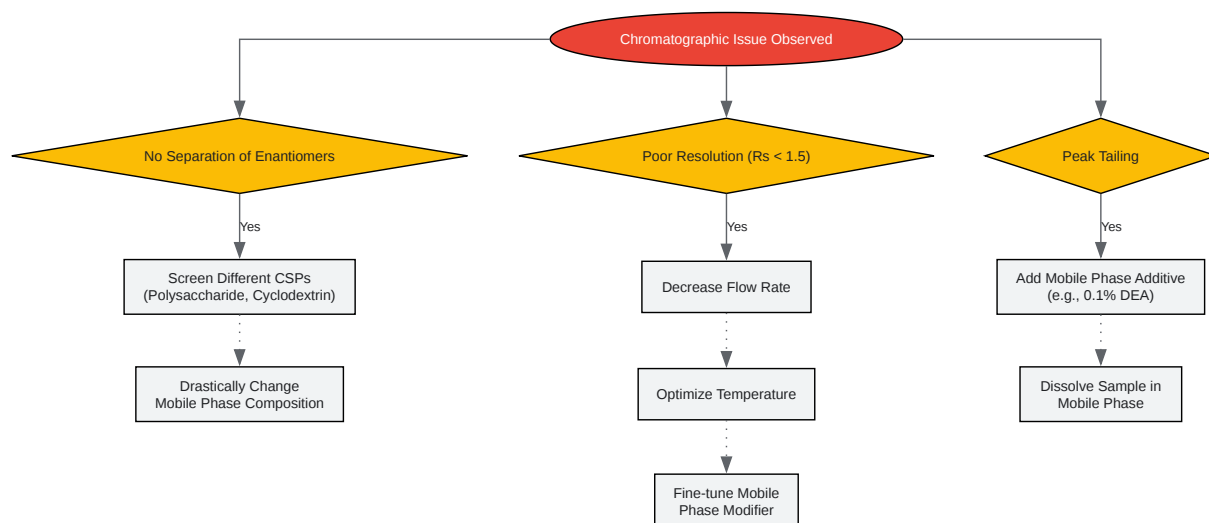 Chromatographic Issue Observed
No Separation of Enantiomers
Poor Resolution (Rs < 1.5)
Peak Tailing
Yes
Yes
Yes
Screen Different CSPs
(Polysaccharide, Cyclodextrin)
Decrease Flow Rate
Add Mobile Phase Additive
(e.g., 0.1% DEA)
Drastically Change
Mobile Phase Composition
Optimize Temperature
Dissolve Sample in
Mobile Phase
Fine-tune Mobile
Phase Modifier